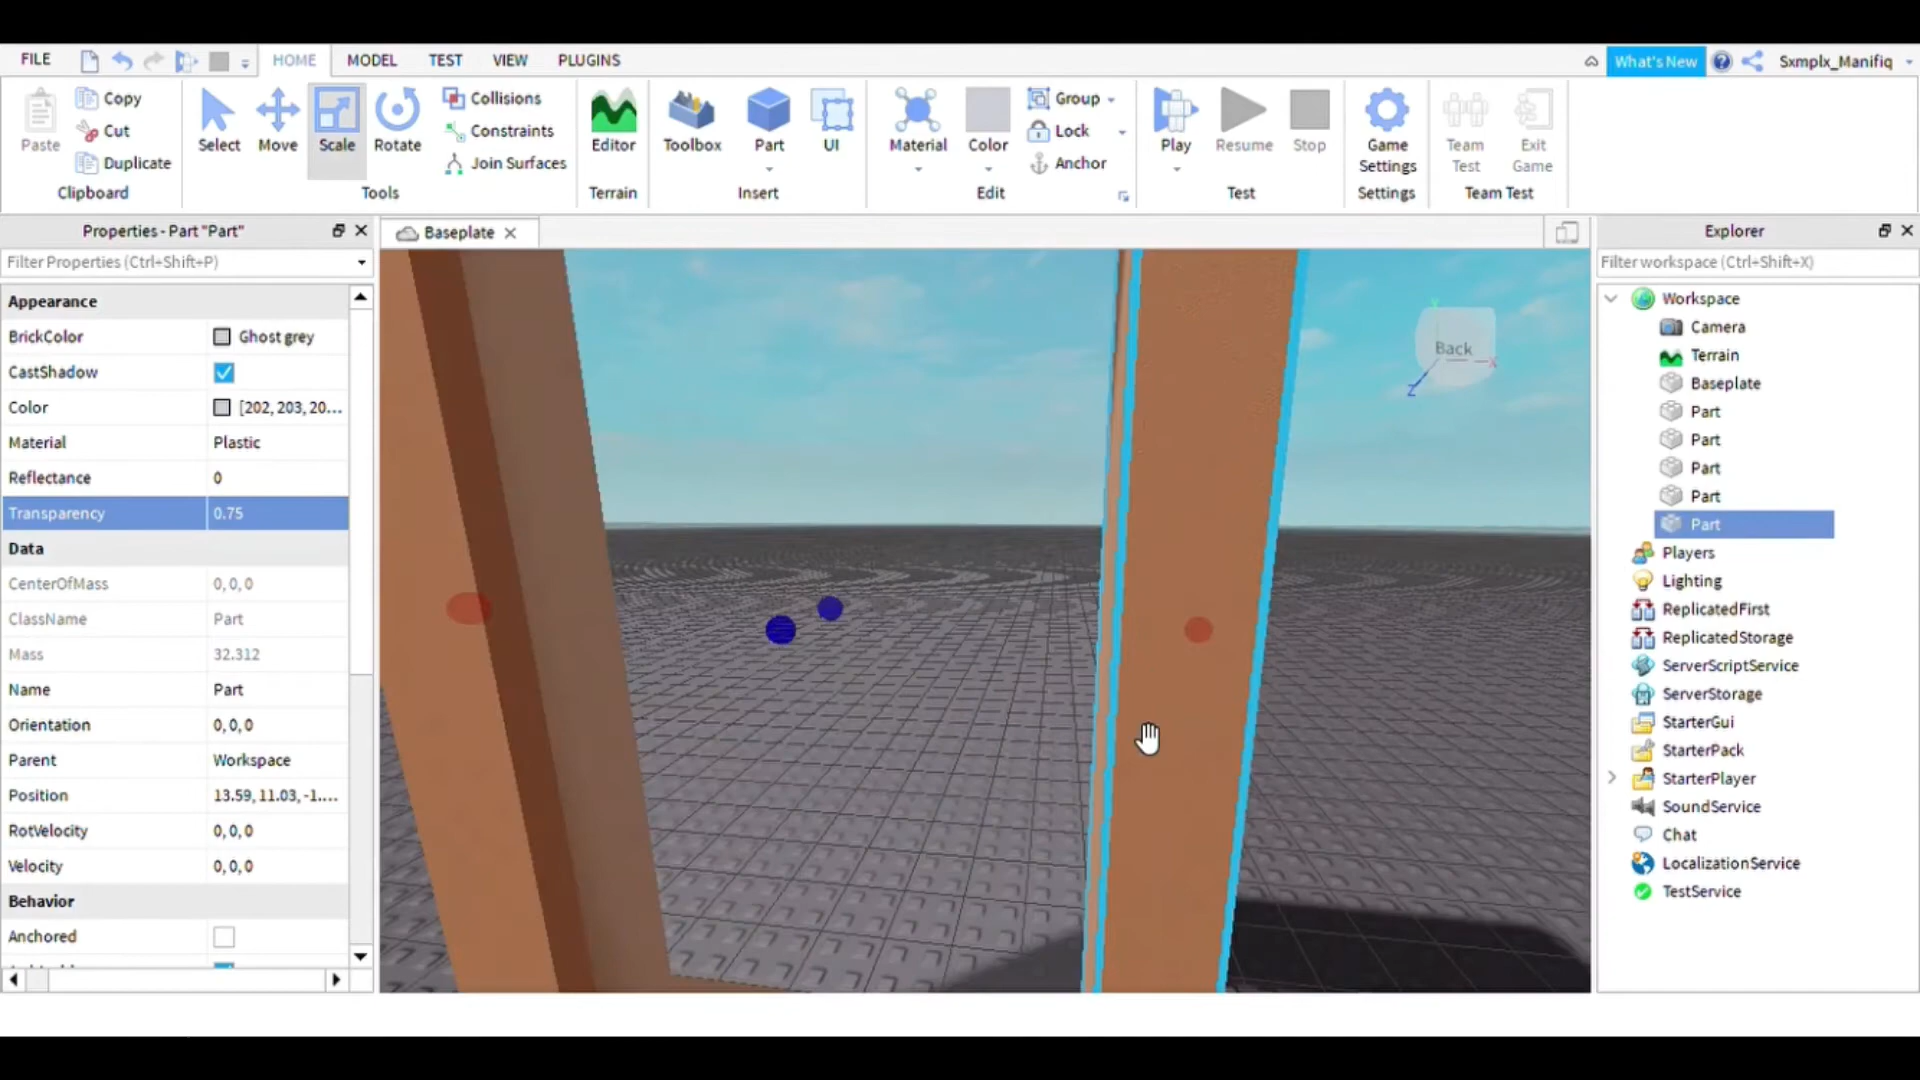 FILE HOME MODEL TEST VIEW PLUGINS What's New Sxmplx_Manifiq
Paste Copy Cut Duplicate
Clipboard
Select Move Scale Rotate Collisions Constraints Join Surfaces
Tools
Editor
Terrain
Toolbox Part UI
Insert
Material Color Group Lock Anchor
Edit
Play Resume Stop
Test
Game Settings
Settings
Team Test Exit Game
Team Test
Properties - Part "Part"
Filter Properties (Ctrl+Shift+P)
Appearance
BrickColor Ghost grey
CastShadow
Color [202, 203, 20...
Material Plastic
Reflectance 0
Transparency 0.75
Data
CenterOfMass 0, 0, 0
ClassName Part
Mass 32.312
Name Part
Orientation 0, 0, 0
Parent Workspace
Position 13.59, 11.03, -1....
RotVelocity 0, 0, 0
Velocity 0, 0, 0
Behavior
Anchored
Baseplate
Y
Back
X
Z
Explorer
Filter workspace (Ctrl+Shift+X)
Workspace
Camera
Terrain
Baseplate
Part
Part
Part
Part
Part
Players
Lighting
ReplicatedFirst
ReplicatedStorage
ServerScriptService
ServerStorage
StarterGui
StarterPack
StarterPlayer
SoundService
Chat
LocalizationService
TestService